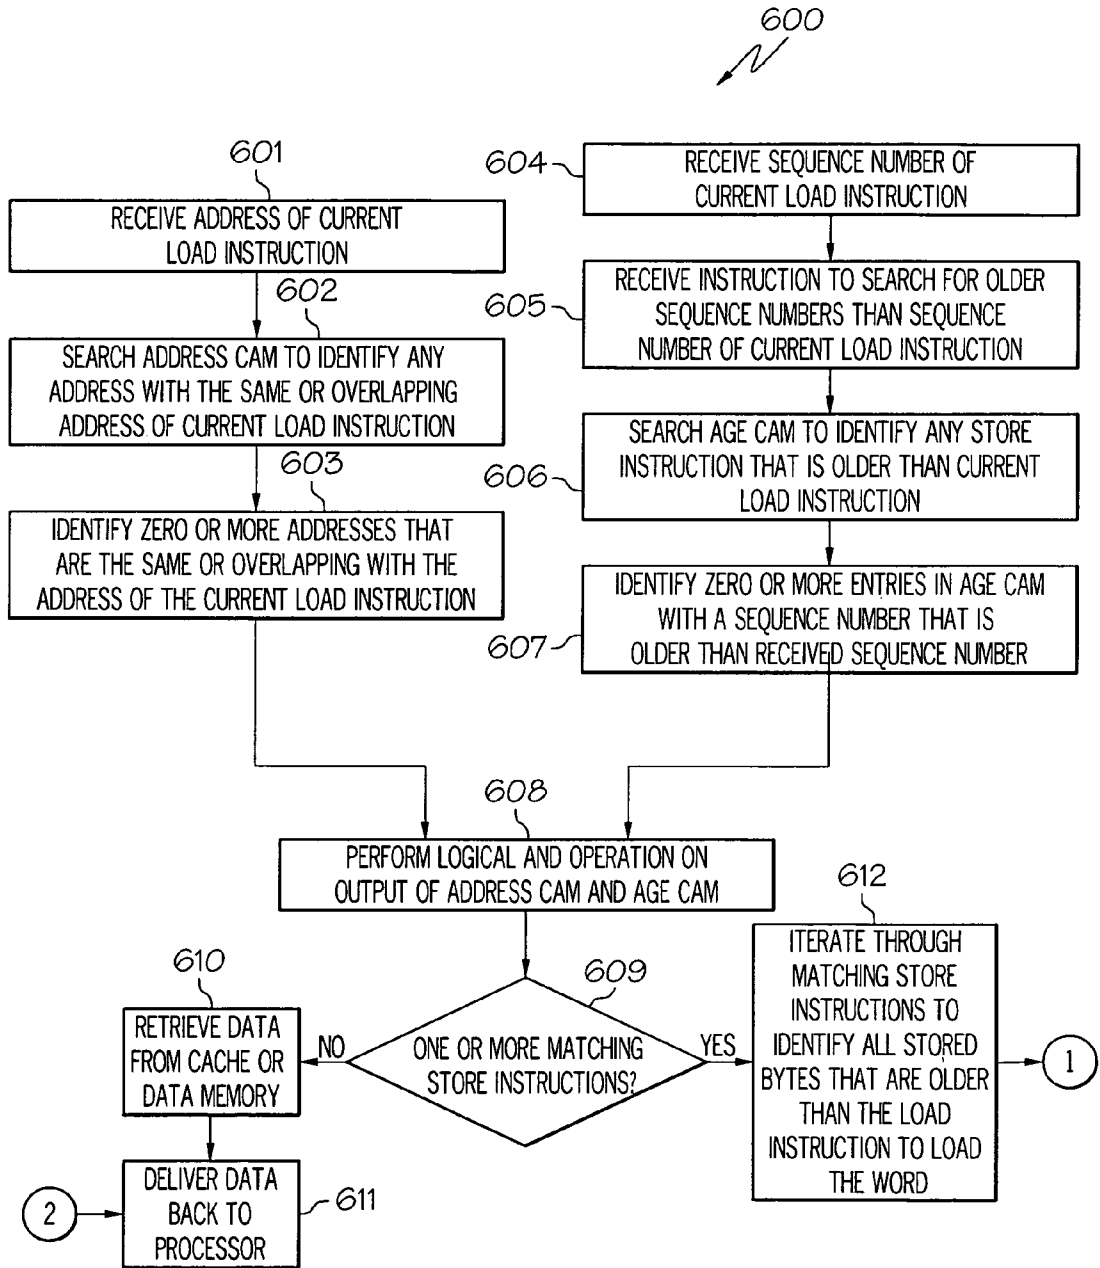 600
601
RECEIVE ADDRESS OF CURRENT
LOAD INSTRUCTION
602
SEARCH ADDRESS CAM TO IDENTIFY ANY
ADDRESS WITH THE SAME OR OVERLAPPING
ADDRESS OF CURRENT LOAD INSTRUCTION
603
IDENTIFY ZERO OR MORE ADDRESSES THAT
ARE THE SAME OR OVERLAPPING WITH THE
ADDRESS OF THE CURRENT LOAD INSTRUCTION
604
RECEIVE SEQUENCE NUMBER OF
CURRENT LOAD INSTRUCTION
605
RECEIVE INSTRUCTION TO SEARCH FOR OLDER
SEQUENCE NUMBERS THAN SEQUENCE
NUMBER OF CURRENT LOAD INSTRUCTION
606
SEARCH AGE CAM TO IDENTIFY ANY STORE
INSTRUCTION THAT IS OLDER THAN CURRENT
LOAD INSTRUCTION
607
IDENTIFY ZERO OR MORE ENTRIES IN AGE CAM
WITH A SEQUENCE NUMBER THAT IS
OLDER THAN RECEIVED SEQUENCE NUMBER
608
PERFORM LOGICAL AND OPERATION ON
OUTPUT OF ADDRESS CAM AND AGE CAM
609
ONE OR MORE MATCHING
STORE INSTRUCTIONS?
NO
YES
610
RETRIEVE DATA
FROM CACHE OR
DATA MEMORY
611
DELIVER DATA
BACK TO
PROCESSOR
2
612
ITERATE THROUGH
MATCHING STORE
INSTRUCTIONS TO
IDENTIFY ALL STORED
BYTES THAT ARE OLDER
THAN THE LOAD
INSTRUCTION TO LOAD
THE WORD
1